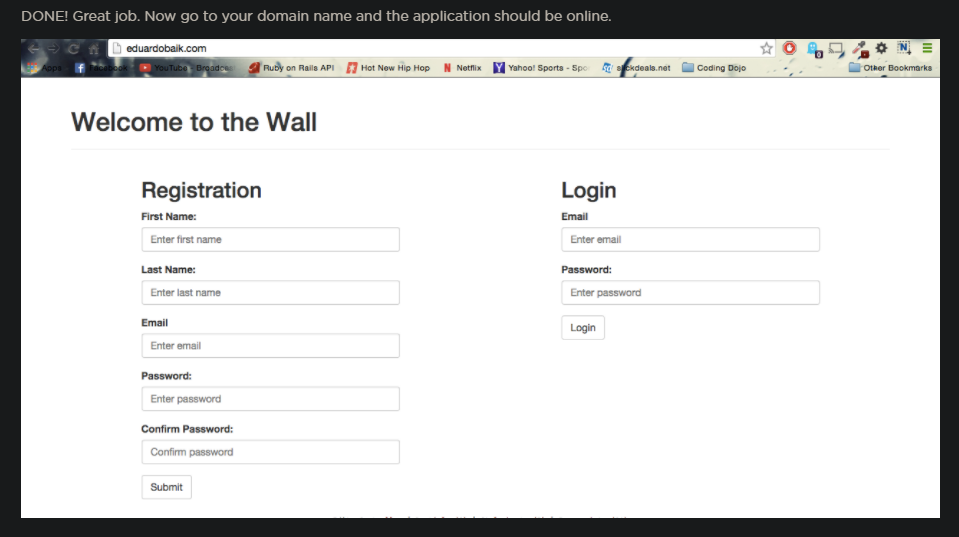 DONE! Great job. Now go to your domain name and the application should be online.
eduardobaik.com
Apps Facebook YouTube - Broadcas Ruby on Rails API Hot New Hip Hop Netflix Yahoo! Sports - Spo slickdeals.net Coding Dojo Other Bookmarks
Welcome to the Wall
Registration
First Name:
Enter first name
Last Name:
Enter last name
Email
Enter email
Password:
Enter password
Confirm Password:
Confirm password
Submit
Login
Email
Enter email
Password:
Enter password
Login